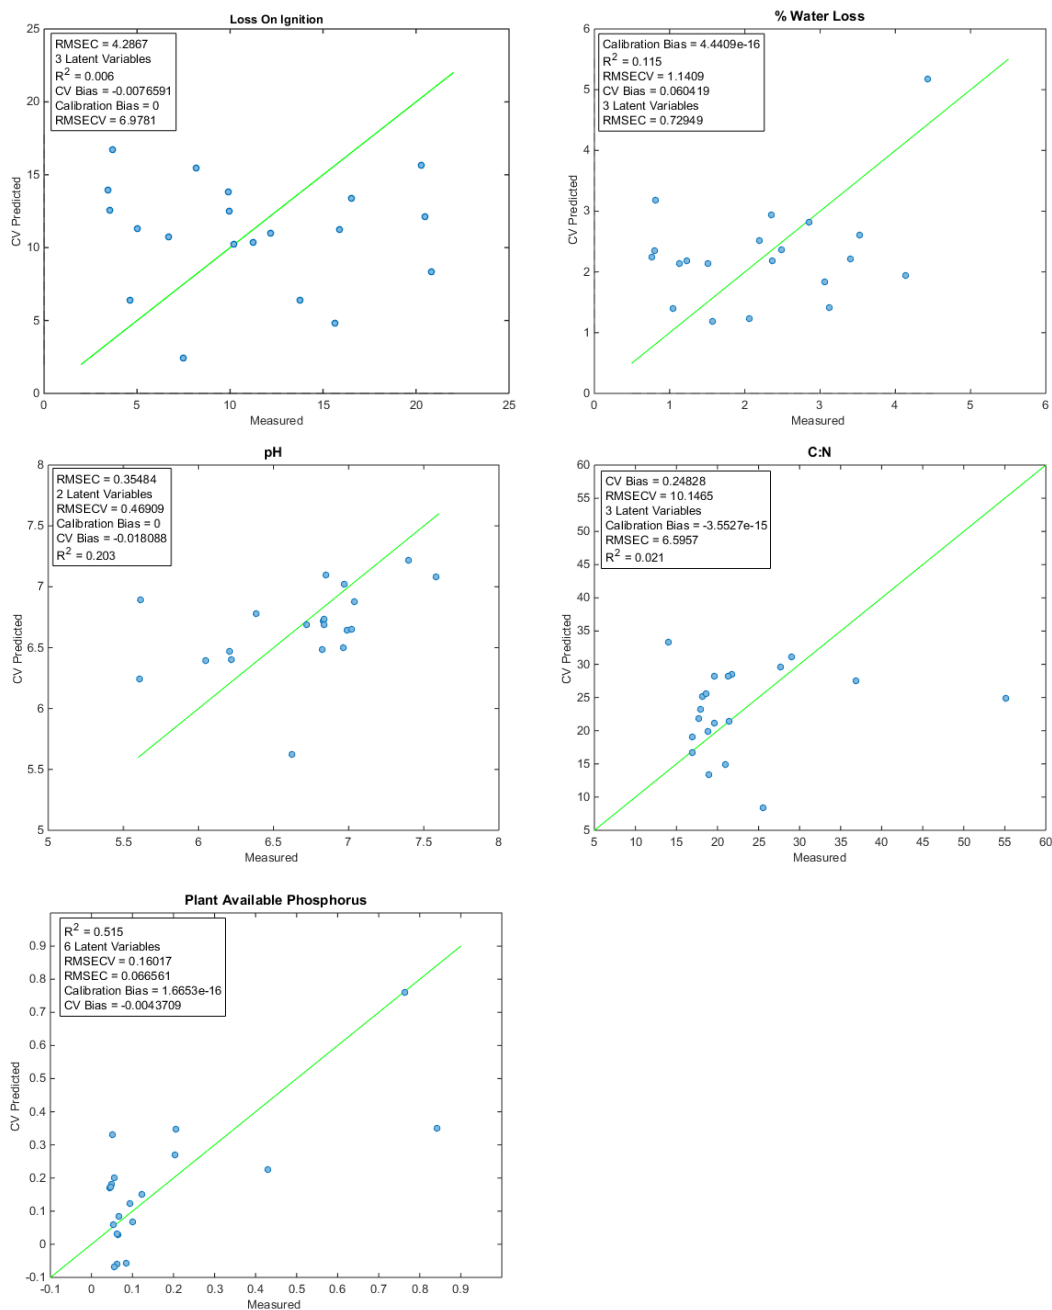 Loss On Ignition
RMSEC = 4.2867
3 Latent Variables
R2 = 0.006
CV Bias = -0.0076591
Calibration Bias = 0
RMSECV = 6.9781
25
20
15
10
5
0
CV Predicted
0 5 10 15 20 25
Measured
% Water Loss
Calibration Bias = 4.4409e-16
R2 = 0.115
RMSECV = 1.1409
CV Bias = 0.060419
3 Latent Variables
RMSEC = 0.72949
6
5
4
3
2
1
0
CV Predicted
0 1 2 3 4 5 6
Measured
pH
RMSEC = 0.35484
2 Latent Variables
RMSECV = 0.46909
Calibration Bias = 0
CV Bias = -0.018088
R2 = 0.203
8
7.5
7
6.5
6
5.5
5
CV Predicted
5 5.5 6 6.5 7 7.5 8
Measured
C:N
CV Bias = 0.24828
RMSECV = 10.1465
3 Latent Variables
Calibration Bias = -3.5527e-15
RMSEC = 6.5957
R2 = 0.021
60
55
50
45
40
35
30
25
20
15
10
5
CV Predicted
5 10 15 20 25 30 35 40 45 50 55 60
Measured
Plant Available Phosphorus
R2 = 0.515
6 Latent Variables
RMSECV = 0.16017
RMSEC = 0.066561
Calibration Bias = 1.6653e-16
CV Bias = -0.0043709
0.9
0.8
0.7
0.6
0.5
0.4
0.3
0.2
0.1
0
-0.1
CV Predicted
-0.1 0 0.1 0.2 0.3 0.4 0.5 0.6 0.7 0.8 0.9
Measured